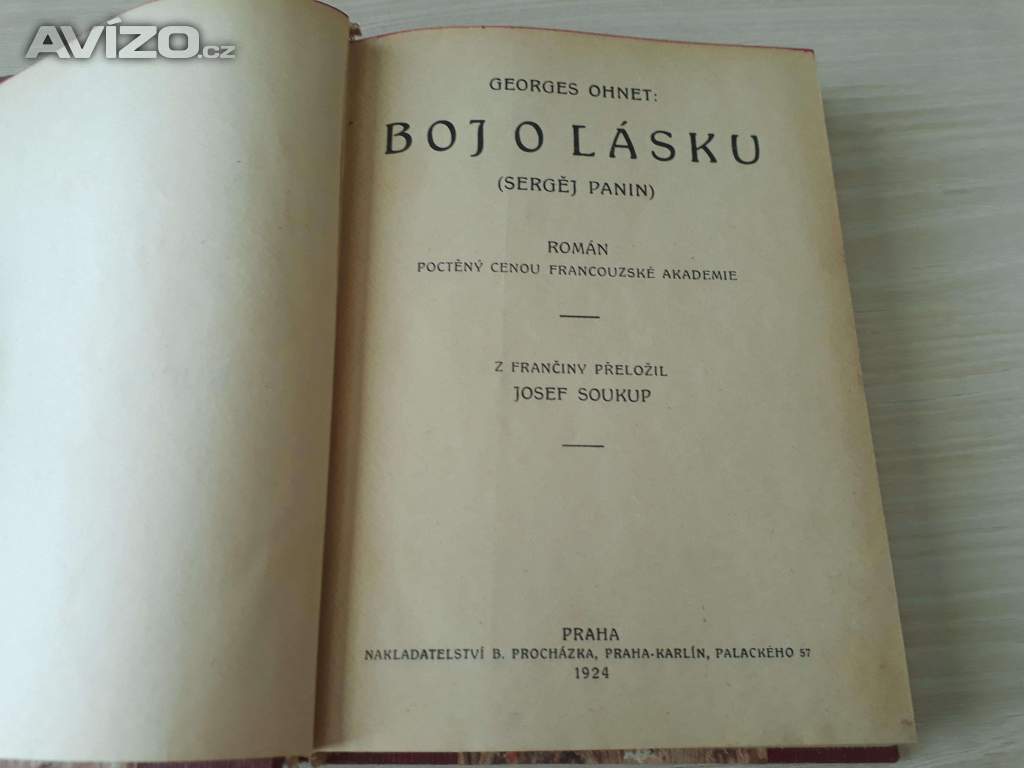 AVÍZO.cz
GEORGES OHNET:
BOJ O LÁSKU
(SERGĚJ PANIN)
ROMÁN
POCTĚNÝ CENOU FRANCOUZSKÉ AKADEMIE
Z FRANČINY PŘELOŽIL
JOSEF SOUKUP
PRAHA
NAKLADATELSTVÍ B. PROCHÁZKA, PRAHA-KARLÍN, PALACKÉHO 57
1924